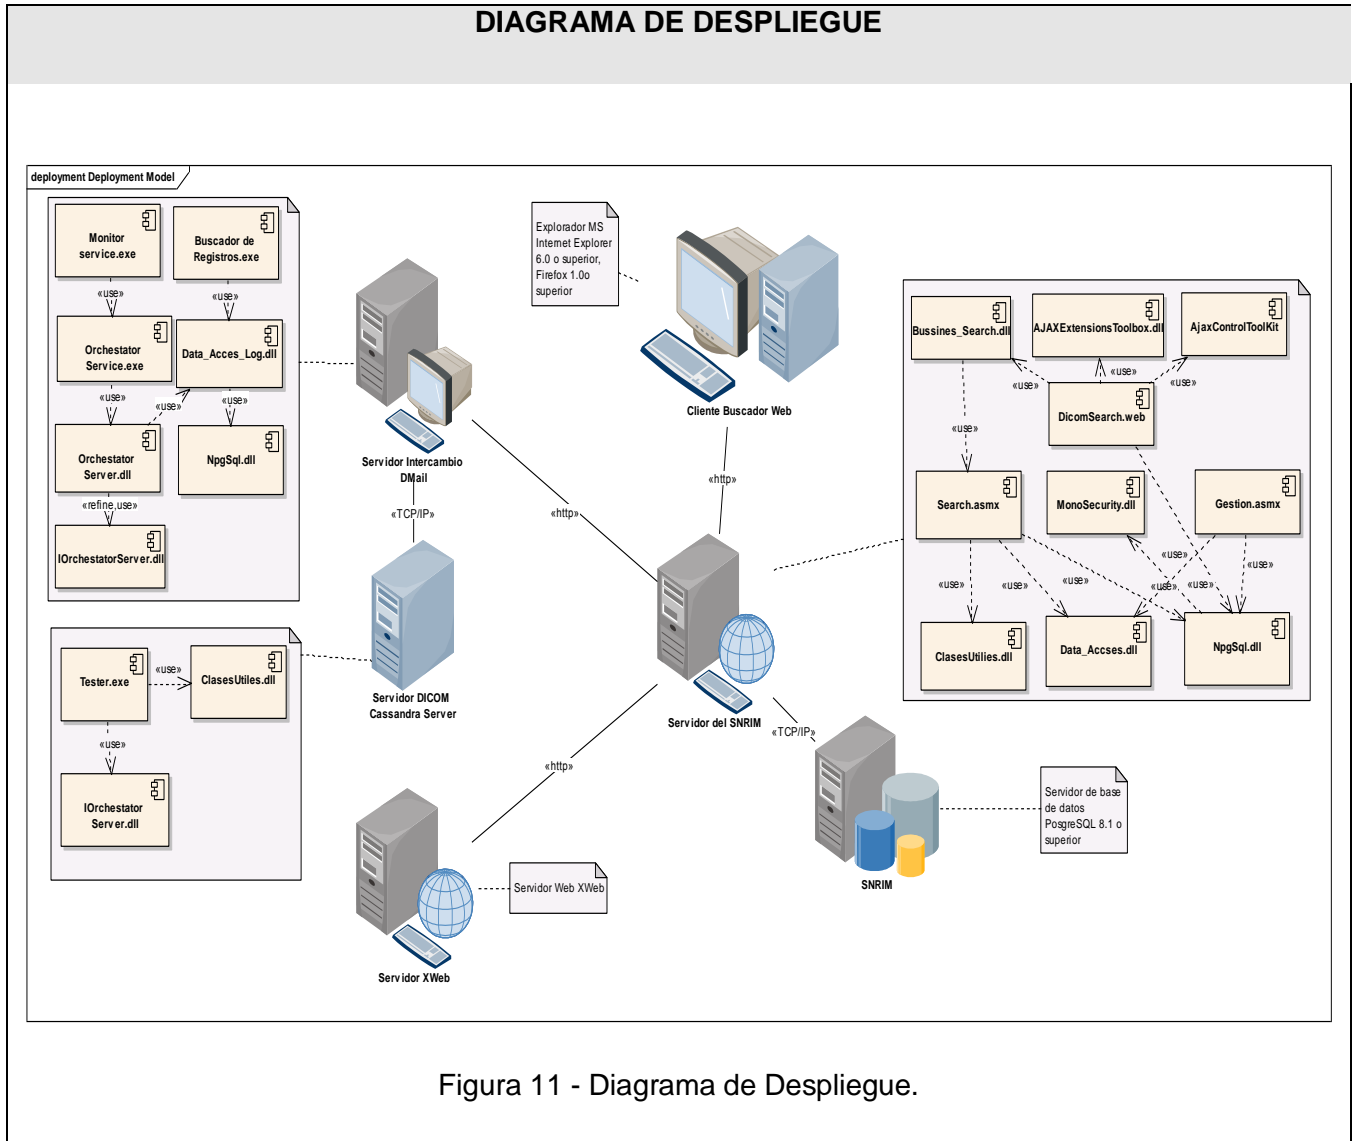 DIAGRAMA DE DESPLIEGUE
deployment Deployment Model
Monitor
service.exe
Buscador de
Registros.exe
«use»
«use»
Orchestator
Service.exe
Data_Acces_Log.dll
«use»
«use»
«use»
Orchestator
Server.dll
NpgSql.dll
«refine,use»
IOrchestatorServer.dll
Tester.exe
«use»
ClasesUtiles.dll
«use»
IOrchestator
Server.dll
Servidor Intercambio
DMail
«TCP/IP»
Servidor DICOM
Cassandra Server
«http»
Explorador MS
Internet Explorer
6.0 o superior,
Firefox 1.0o
superior
Cliente Buscador Web
«http»
Servidor del SNRIM
«http»
«TCP/IP»
Servidor XWeb
Servidor Web XWeb
SNRIM
Servidor de base
de datos
PosgreSQL 8.1 o
superior
Bussines_Search.dll
AJAXExtensionsToolbox.dll
AjaxControlToolKit
«use»
«use»
«use»
DicomSearch.web
«use»
Search.asmx
MonoSecurity.dll
Gestion.asmx
«use»
«use»
«use»
«use»
«use»
«use»
«use»
ClasesUtilies.dll
Data_Accses.dll
NpgSql.dll
Figura 11 - Diagrama de Despliegue.